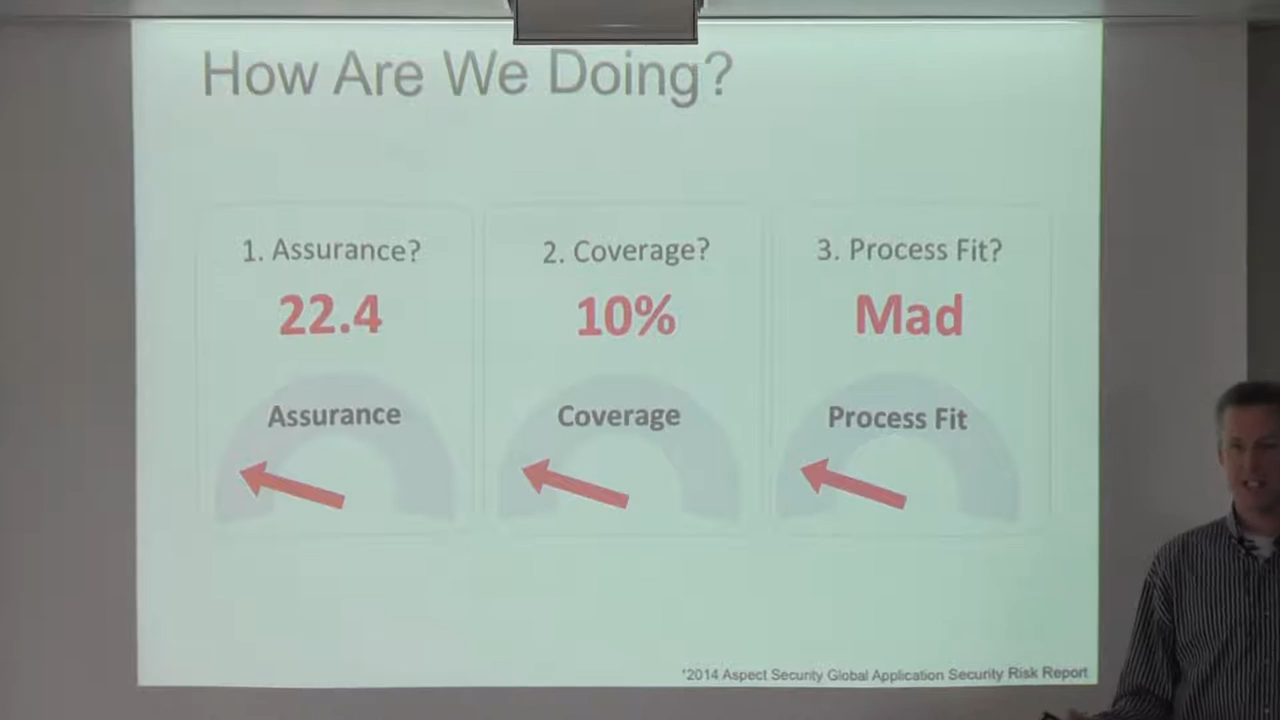 How Are We Doing?
1. Assurance?
22.4
Assurance
2. Coverage?
10%
Coverage
3. Process Fit?
Mad
Process Fit
*2014 Aspect Security Global Application Security Risk Report